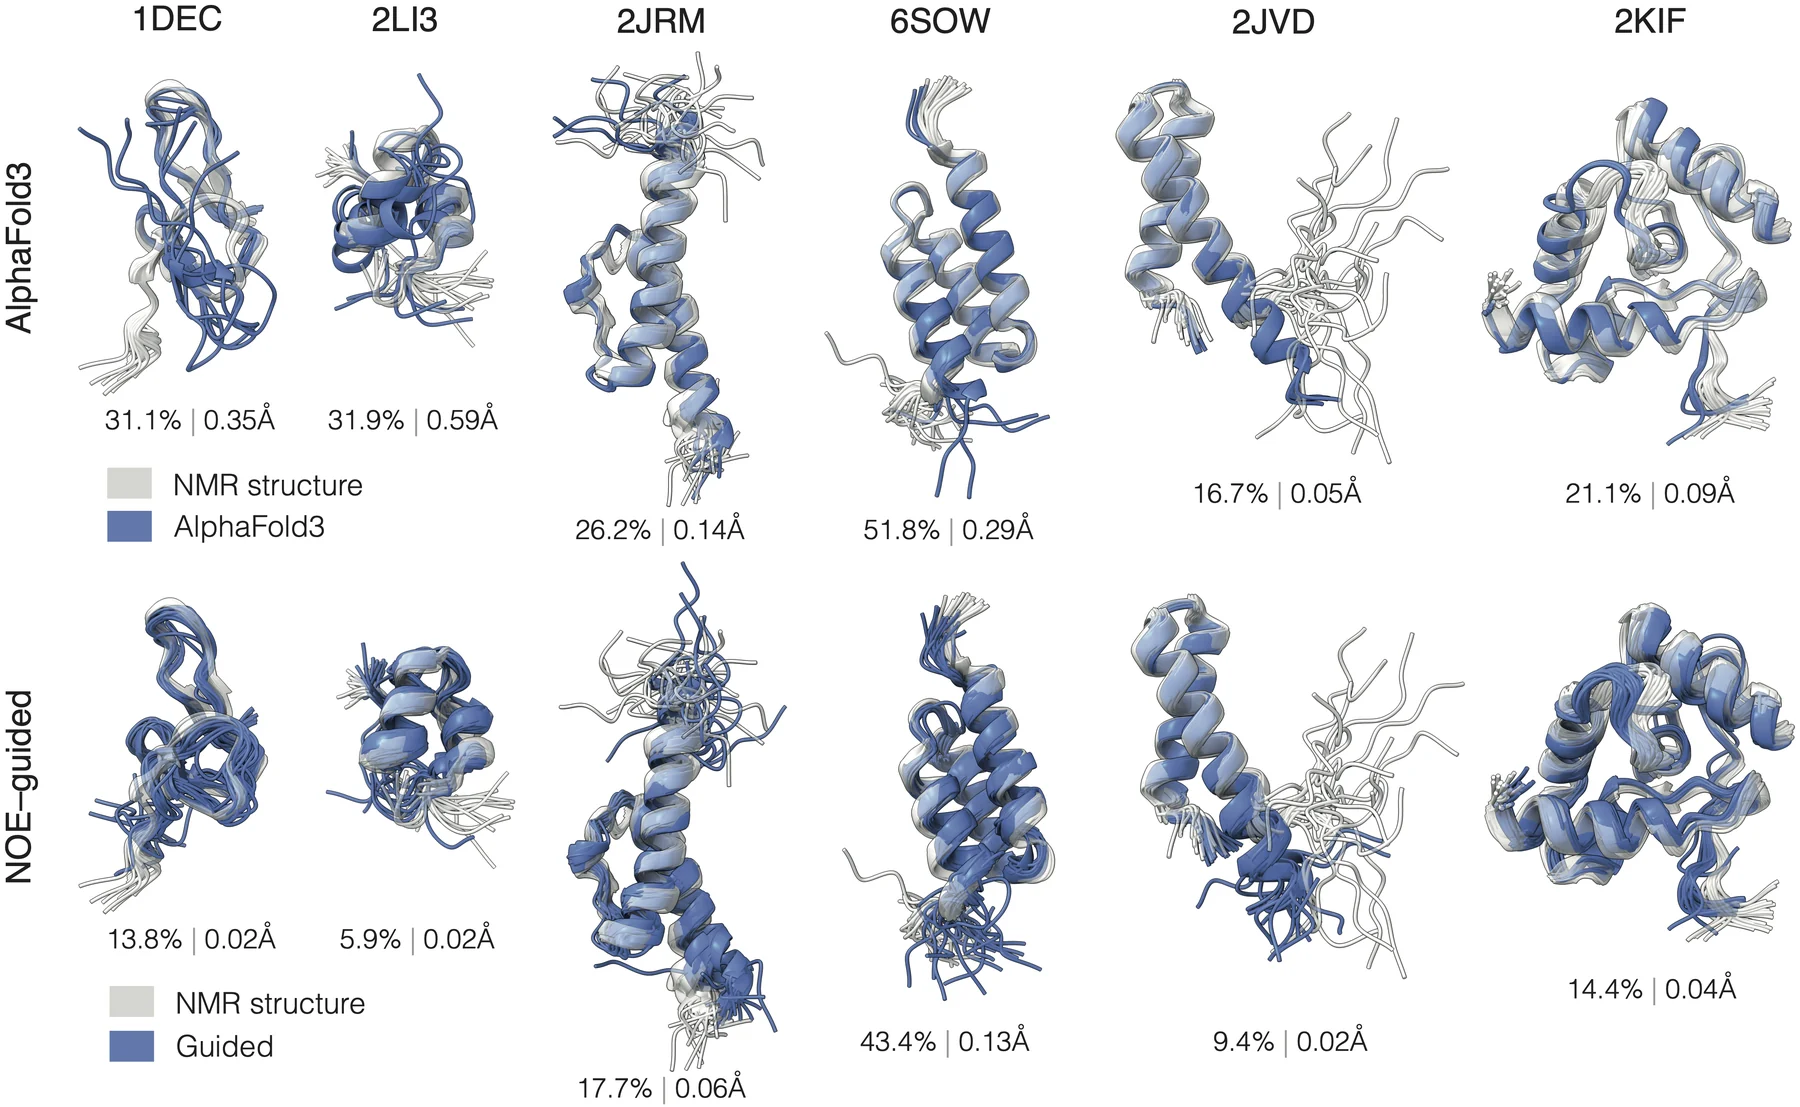 1DEC 2LI3 2JRM 6SOW 2JVD 2KIF
AlphaFold3
31.1% | 0.35Å
31.9% | 0.59Å
26.2% | 0.14Å
51.8% | 0.29Å
16.7% | 0.05Å
21.1% | 0.09Å
NMR structure
AlphaFold3
NOE–guided
13.8% | 0.02Å
5.9% | 0.02Å
17.7% | 0.06Å
43.4% | 0.13Å
9.4% | 0.02Å
14.4% | 0.04Å
NMR structure
Guided